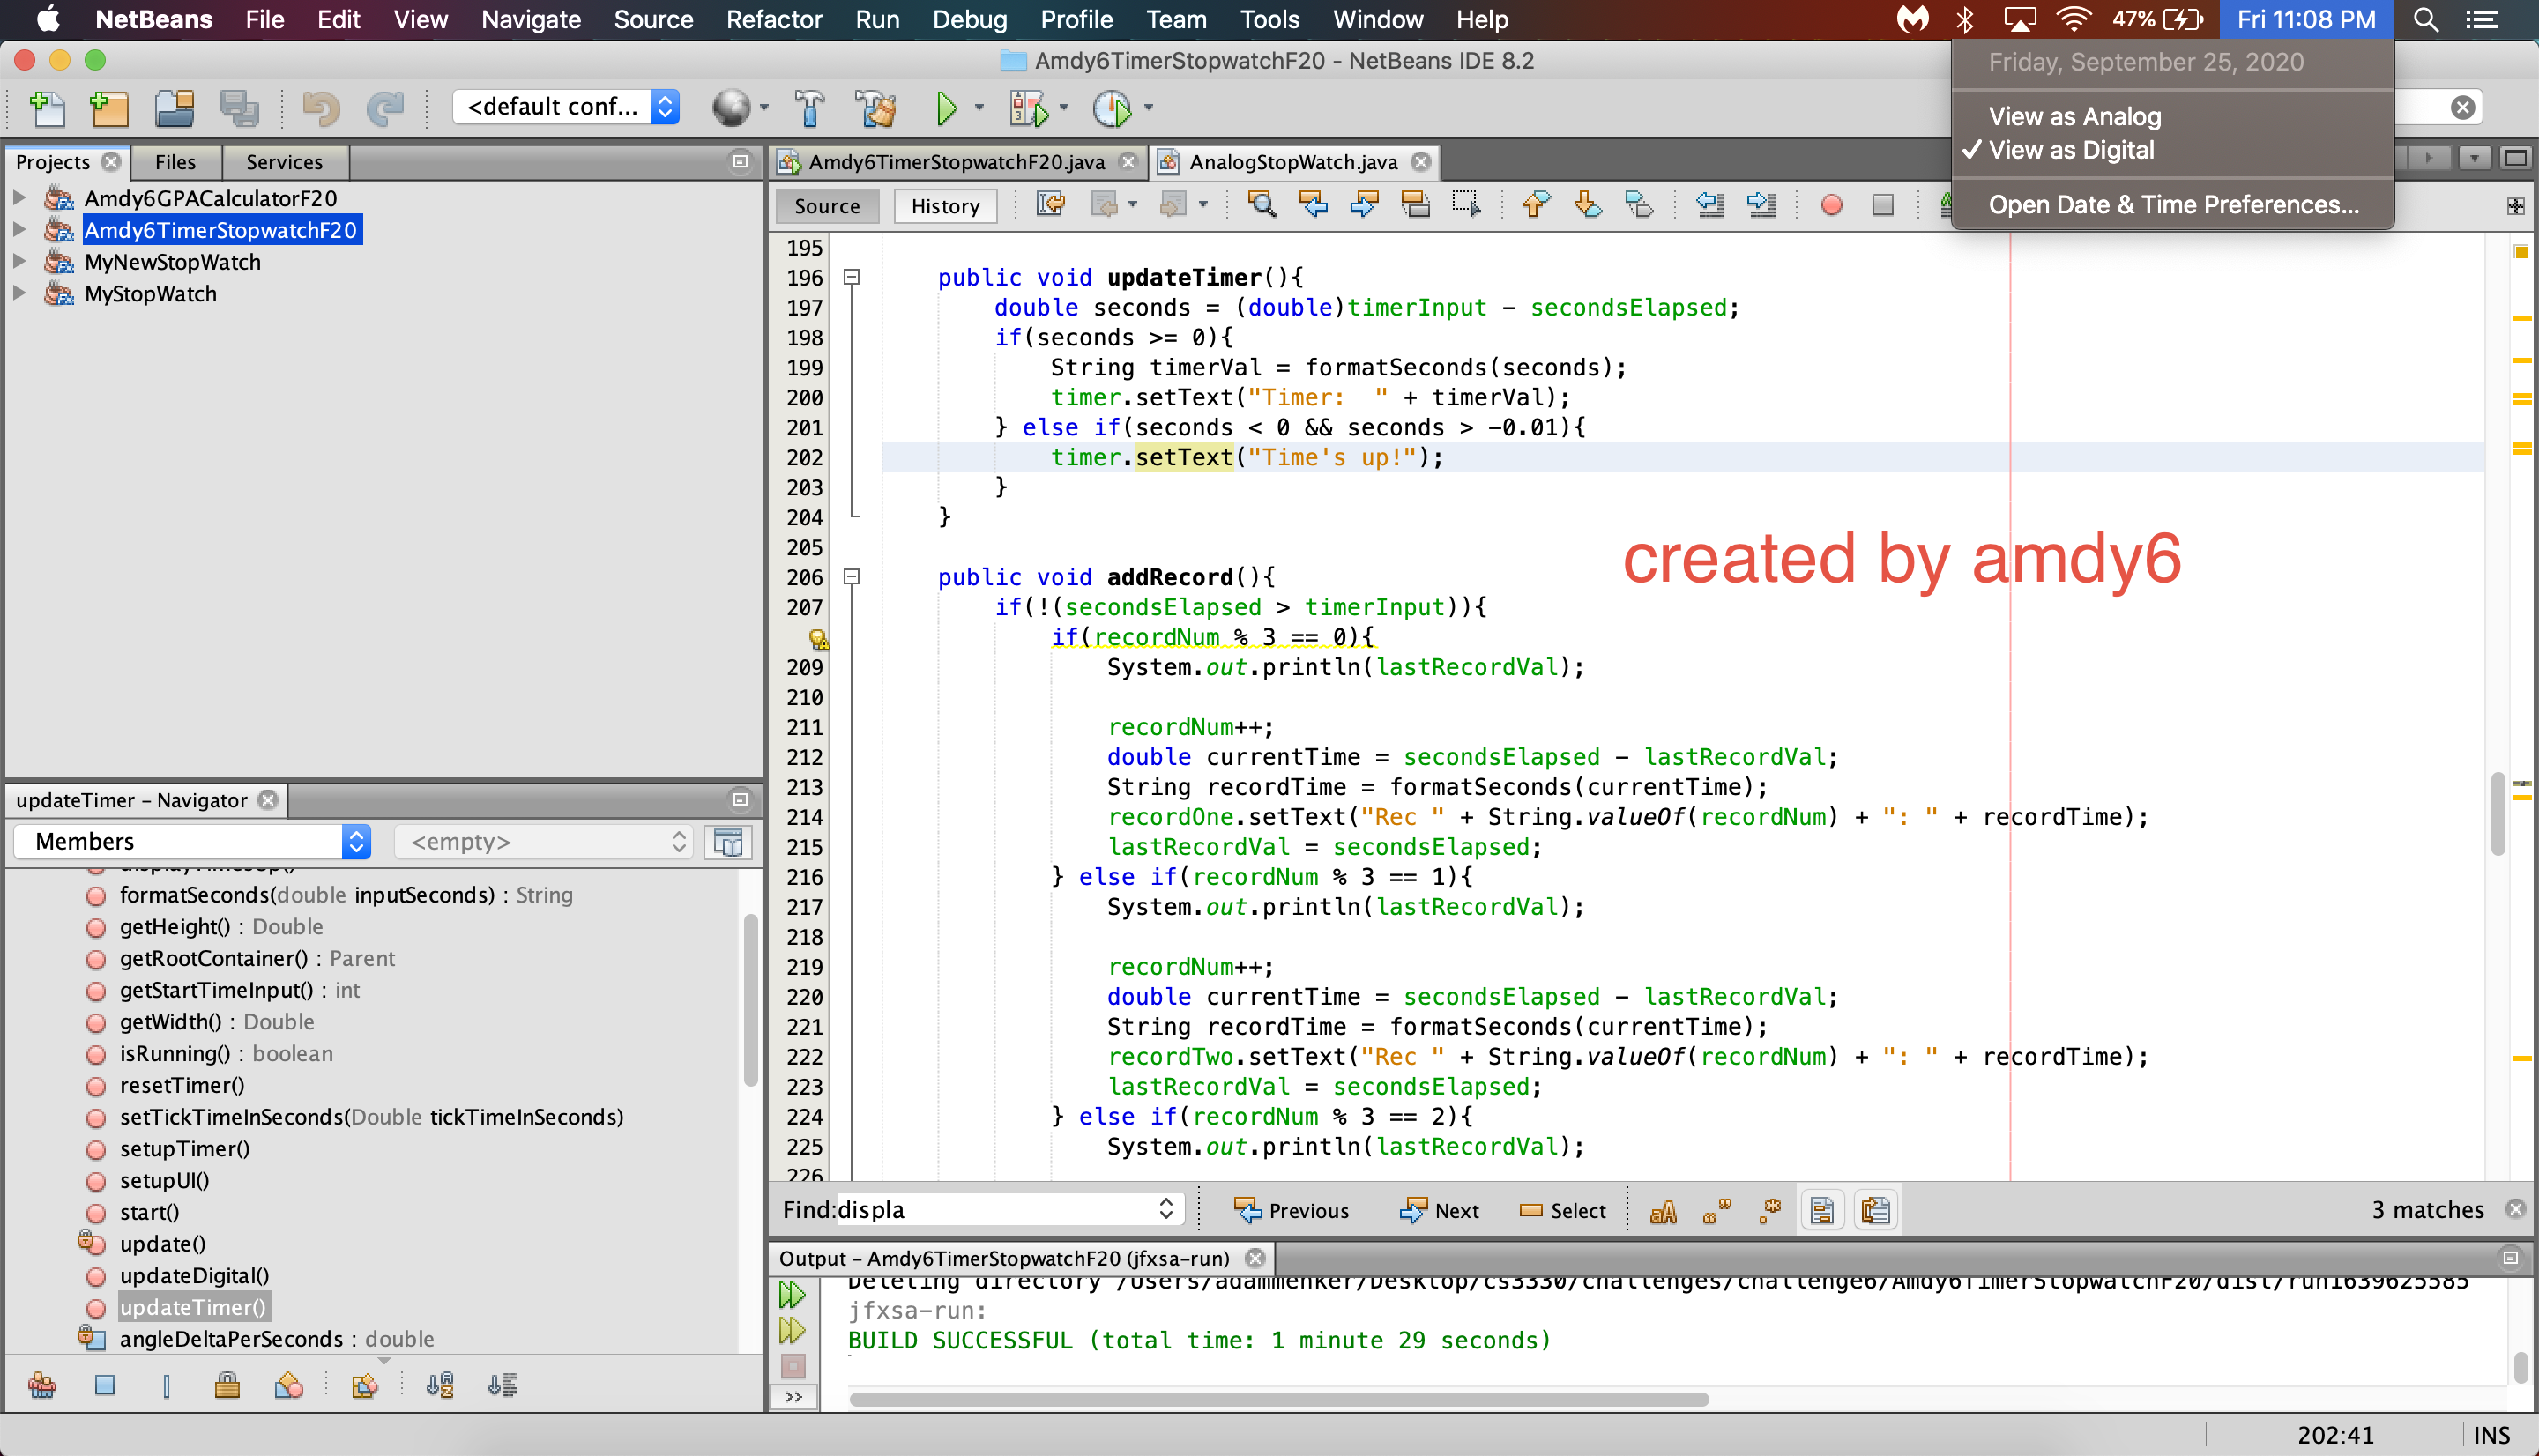 NetBeans File Edit View Navigate Source Refactor Run Debug Profile Team Tools Window Help 47% Fri 11:08 PM
Amdy6TimerStopwatchF20 - NetBeans IDE 8.2
Friday, September 25, 2020
View as Analog
✓ View as Digital
Open Date & Time Preferences...
<default conf...
Projects Files Services
Amdy6GPACalculatorF20
Amdy6TimerStopwatchF20
MyNewStopWatch
MyStopWatch
Amdy6TimerStopwatchF20.java AnalogStopWatch.java
Source History
195
196 public void updateTimer(){
197 double seconds = (double)timerInput - secondsElapsed;
198 if(seconds >= 0){
199 String timerVal = formatSeconds(seconds);
200 timer.setText("Timer:  " + timerVal);
201 } else if(seconds < 0 && seconds > -0.01){
202 timer.setText("Time's up!");
203 }
204 }
205
created by amdy6
206 public void addRecord(){
207 if(!(secondsElapsed > timerInput)){
if(recordNum % 3 == 0){
209 System.out.println(lastRecordVal);
210
211 recordNum++;
212 double currentTime = secondsElapsed - lastRecordVal;
213 String recordTime = formatSeconds(currentTime);
214 recordOne.setText("Rec " + String.valueOf(recordNum) + ": " + recordTime);
215 lastRecordVal = secondsElapsed;
216 } else if(recordNum % 3 == 1){
217 System.out.println(lastRecordVal);
218
219 recordNum++;
220 double currentTime = secondsElapsed - lastRecordVal;
221 String recordTime = formatSeconds(currentTime);
222 recordTwo.setText("Rec " + String.valueOf(recordNum) + ": " + recordTime);
223 lastRecordVal = secondsElapsed;
224 } else if(recordNum % 3 == 2){
225 System.out.println(lastRecordVal);
226
updateTimer - Navigator
Members <empty>
formatSeconds(double inputSeconds) : String
getHeight() : Double
getRootContainer() : Parent
getStartTimeInput() : int
getWidth() : Double
isRunning() : boolean
resetTimer()
setTickTimeInSeconds(Double tickTimeInSeconds)
setupTimer()
setupUI()
start()
update()
updateDigital()
updateTimer()
angleDeltaPerSeconds : double
Find: displa Previous Next Select 3 matches
Output - Amdy6TimerStopwatchF20 (jfxsa-run)
Deleting directory /Users/adammenker/Desktop/cs3330/challenges/challenge6/Amdy6TimerStopwatchF20/dist/run1639625585
jfxsa-run:
BUILD SUCCESSFUL (total time: 1 minute 29 seconds)
202:41 INS